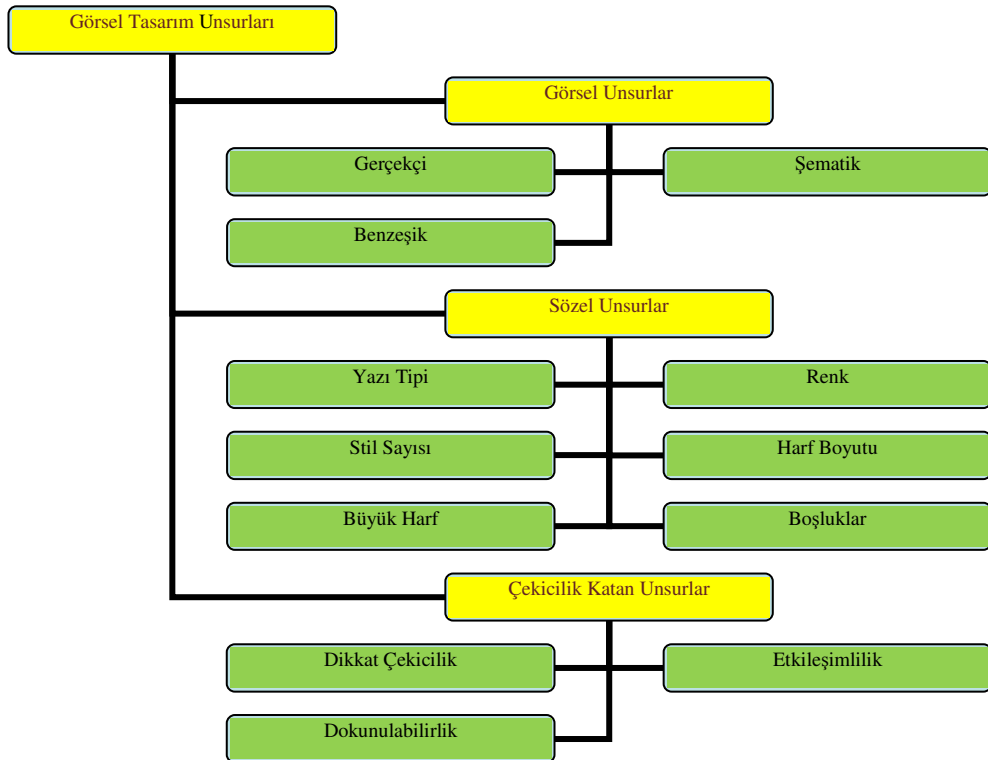 Görsel Tasarım Unsurları
Görsel Unsurlar
Gerçekçi
Şematik
Benzeşik
Sözel Unsurlar
Yazı Tipi
Renk
Stil Sayısı
Harf Boyutu
Büyük Harf
Boşluklar
Çekicilik Katan Unsurlar
Dikkat Çekicilik
Etkileşimlilik
Dokunulabilirlik